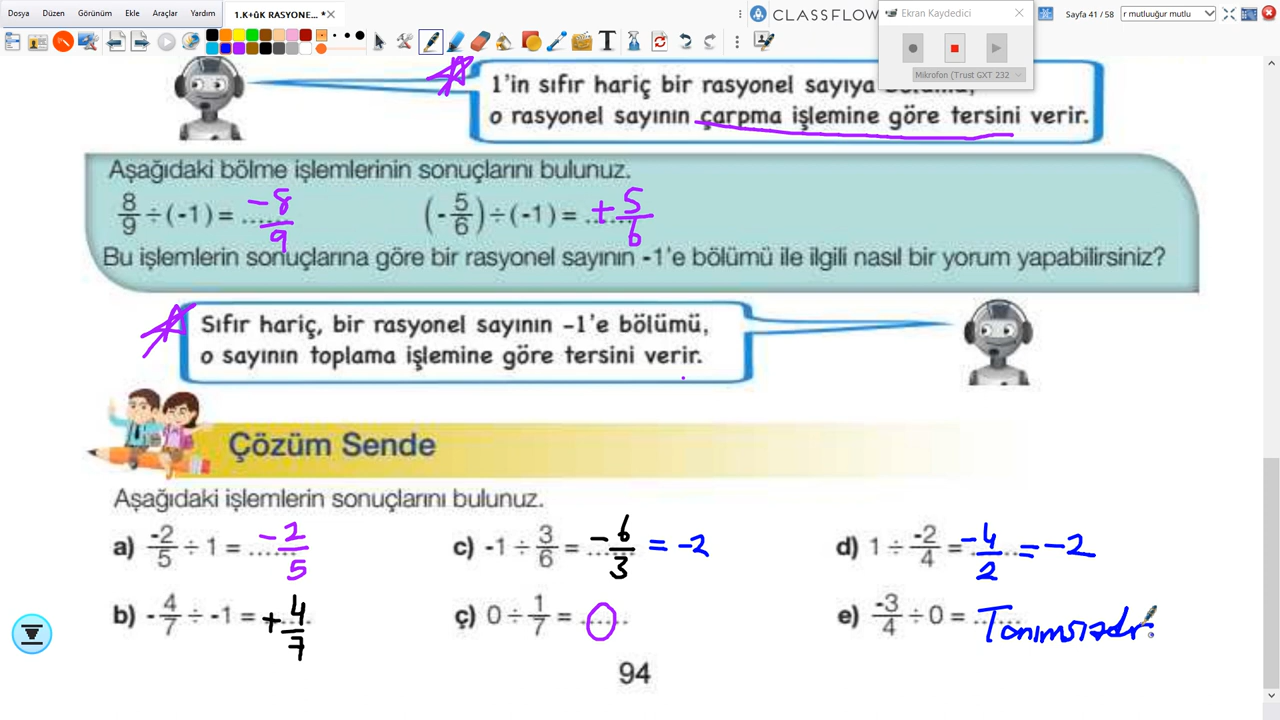 Dosya Düzen Görünüm Ekle Araçlar Yardım
1.K+ûK RASYONE... *
CLASSFLOW
Ekran Kaydedici
Sayfa 41 / 58
r mutluuğur mutlu
Mikrofon (Trust GXT 232
1'in sıfır hariç bir rasyonel sayıya bölümü,
o rasyonel sayının çarpma işlemine göre tersini verir.
Aşağıdaki bölme işlemlerinin sonuçlarını bulunuz.
8/9 ÷ (-1) = ...... -8/9
(-5/6) ÷ (-1) = ...... +5/6
Bu işlemlerin sonuçlarına göre bir rasyonel sayının -1'e bölümü ile ilgili nasıl bir yorum yapabilirsiniz?
Sıfır hariç, bir rasyonel sayının -1'e bölümü,
o sayının toplama işlemine göre tersini verir.
Çözüm Sende
Aşağıdaki işlemlerin sonuçlarını bulunuz.
a) -2/5 ÷ 1 = ...... -2/5
c) -1 ÷ 3/6 = ...... -6/3 = -2
d) 1 ÷ -2/4 = ...... -4/2 = -2
b) -4/7 ÷ -1 = ...... +4/7
ç) 0 ÷ 1/7 = ...... 0
e) -3/4 ÷ 0 = ...... Tanımsızdır.
94